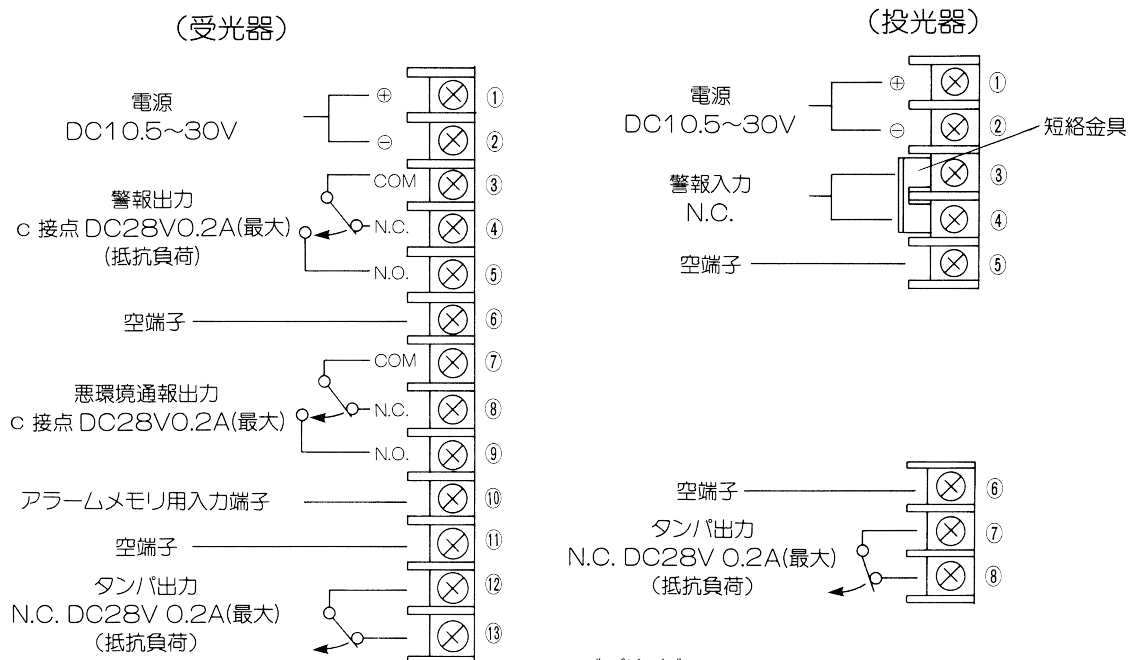 （受光器）
電源
DC10.5〜30V
⊕
⊖
①
②
警報出力
c 接点 DC28V0.2A(最大)
(抵抗負荷)
COM
N.C.
N.O.
③
④
⑤
空端子
⑥
悪環境通報出力
c 接点 DC28V0.2A(最大)
COM
N.C.
N.O.
⑦
⑧
⑨
アラームメモリ用入力端子
⑩
空端子
⑪
タンパ出力
N.C. DC28V 0.2A(最大)
（抵抗負荷）
⑫
⑬
（投光器）
電源
DC10.5〜30V
⊕
⊖
①
②
短絡金具
警報入力
N.C.
③
④
空端子
⑤
空端子
⑥
タンパ出力
N.C. DC28V 0.2A(最大)
（抵抗負荷）
⑦
⑧